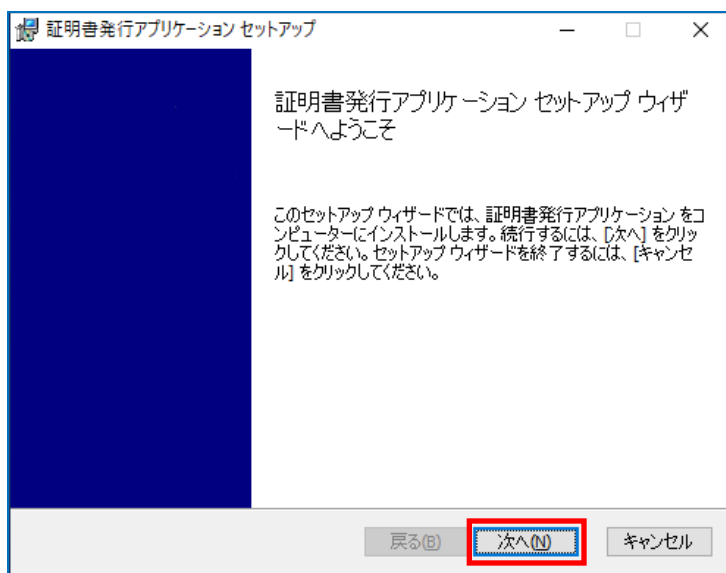 証明書発行アプリケーション セットアップ
証明書発行アプリケーション セットアップ ウィザ
ードへようこそ
このセットアップ ウィザードでは、証明書発行アプリケーション をコ
ンピューターにインストールします。続行するには、[次へ] をクリッ
クしてください。セットアップ ウィザードを終了するには、[キャンセ
ル] をクリックしてください。
戻る(B) 次へ(N) キャンセル